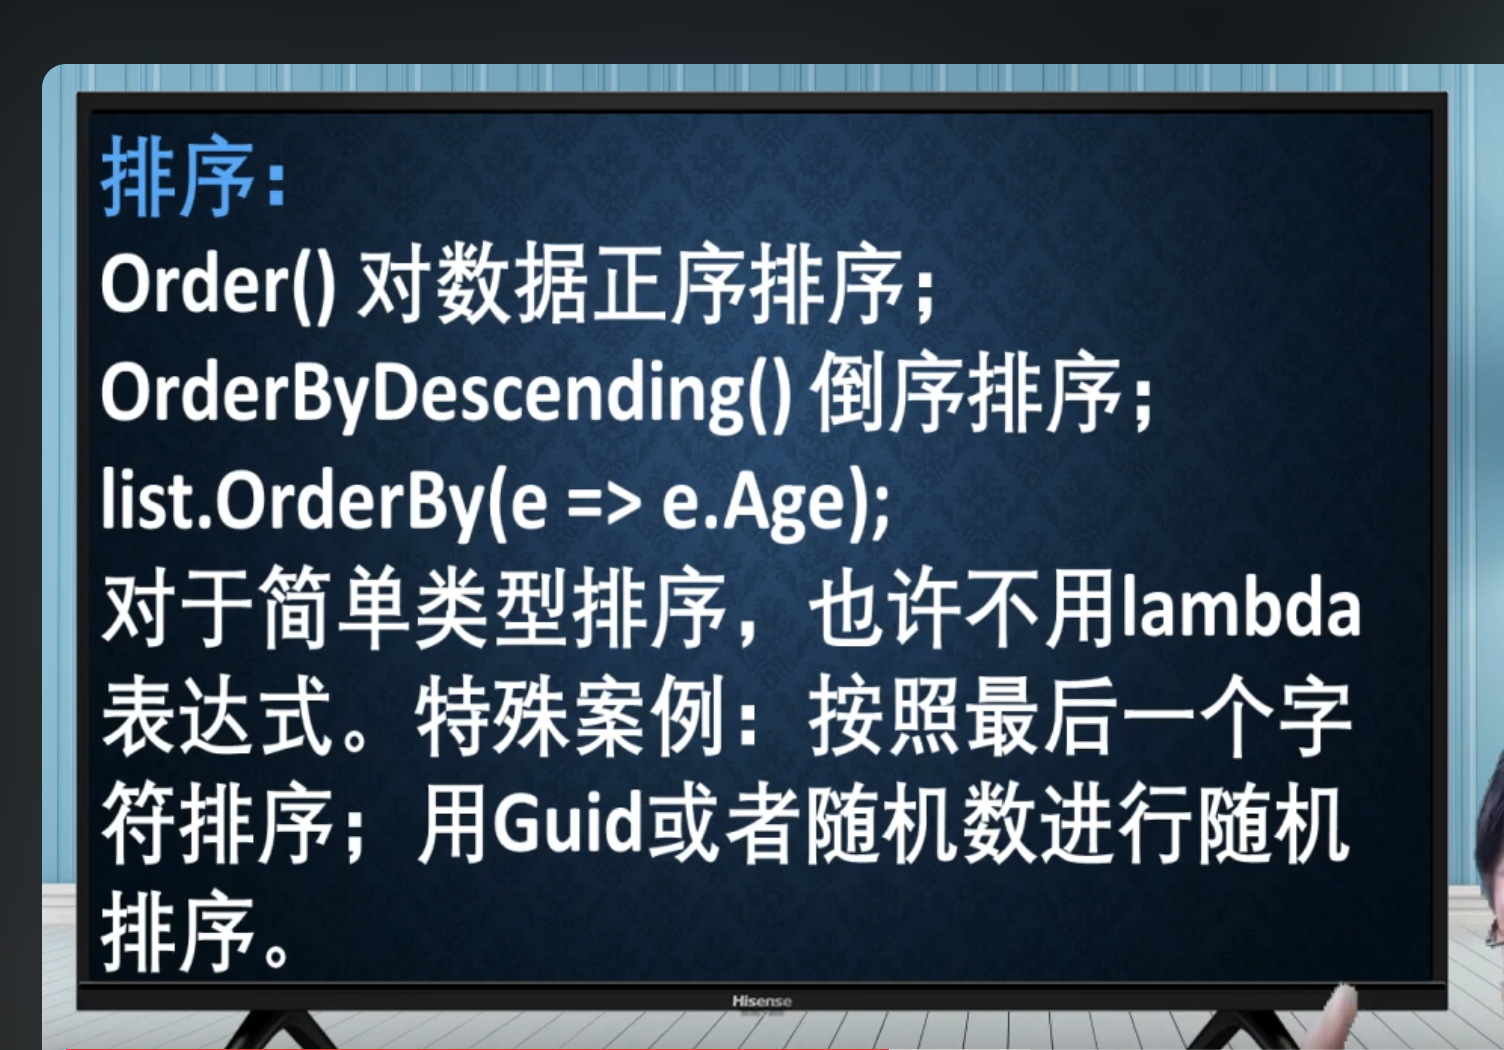 排序：
Order() 对数据正序排序；
OrderByDescending() 倒序排序；
list.OrderBy(e => e.Age);
对于简单类型排序，也许不用lambda
表达式。特殊案例：按照最后一个字
符排序；用Guid或者随机数进行随机
排序。
Hisense